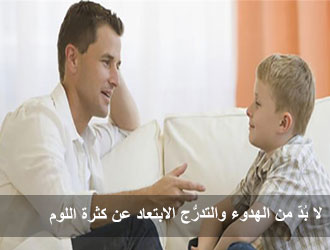 لا بُدّ من الهدوء والتدرُّج الابتعاد عن كثرة اللوم